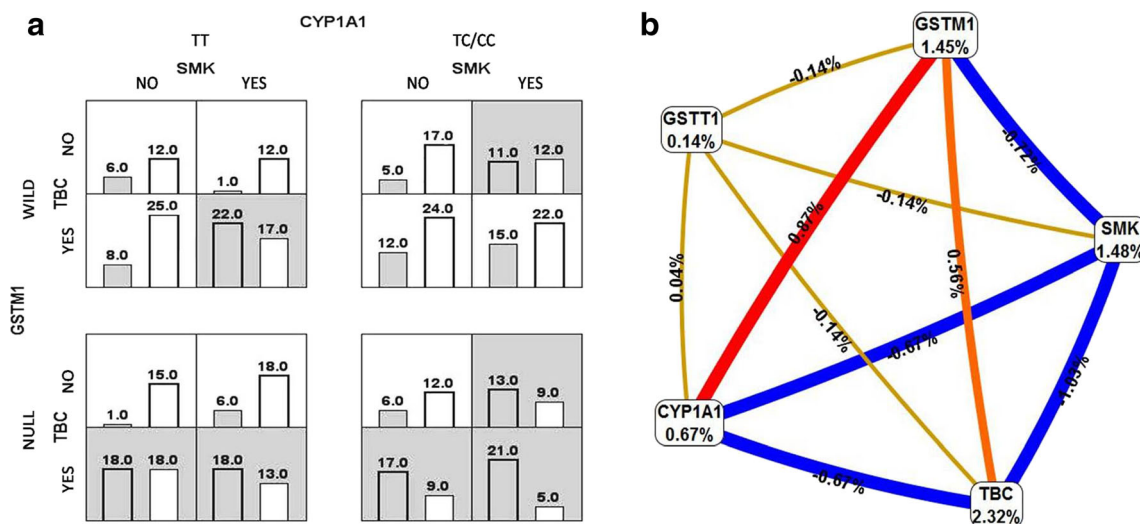 a
CYP1A1
TT TC/CC
SMK SMK
NO YES NO YES
GSTM1
WILD
TBC
NO
6.0 12.0 1.0 12.0 5.0 17.0 11.0 12.0
YES
8.0 25.0 22.0 17.0 12.0 24.0 15.0 22.0
NULL
TBC
NO
1.0 15.0 6.0 18.0 6.0 12.0 13.0 9.0
YES
18.0 18.0 18.0 13.0 17.0 9.0 21.0 5.0
b
GSTM1
1.45%
-0.14%
GSTT1
0.14%
-0.72%
-0.14%
SMK
1.48%
0.87%
0.56%
0.04%
-0.14%
-0.67%
-1.03%
CYP1A1
0.67%
-0.67%
TBC
2.32%